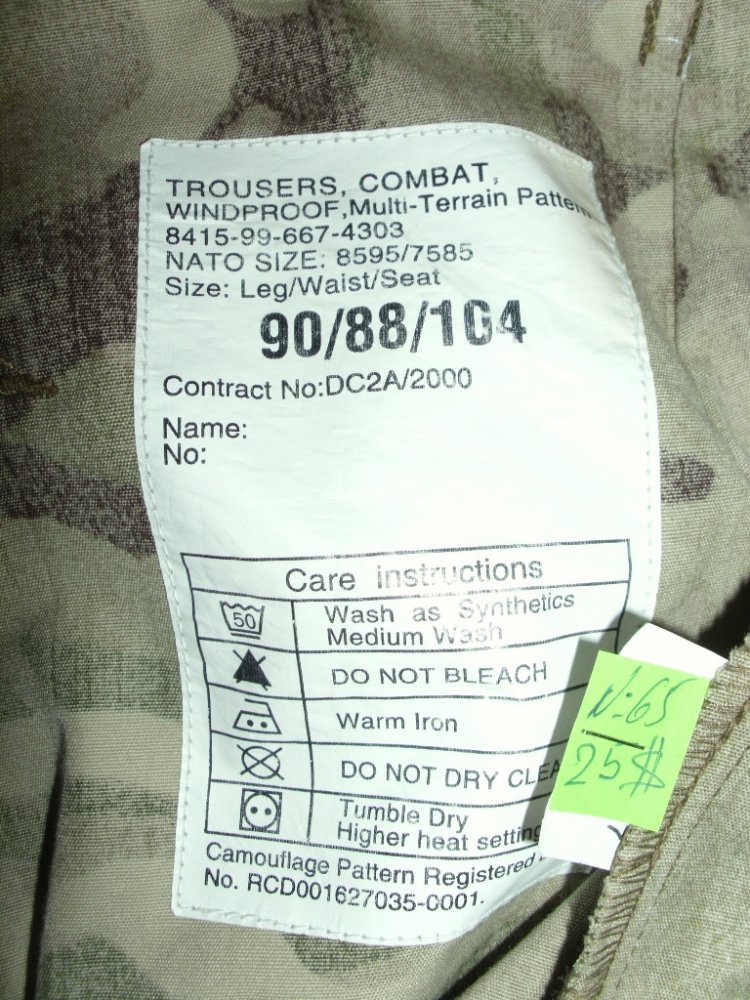 TROUSERS, COMBAT,
WINDPROOF,Multi-Terrain Pattern
8415-99-667-4303
NATO SIZE: 8595/7585
Size: Leg/Waist/Seat
90/88/104
Contract No:DC2A/2000
Name:
No:
Care instructions
50
Wash as Synthetics
Medium Wash
DO NOT BLEACH
Warm Iron
DO NOT DRY CLEA
Tumble Dry
Higher heat setting
Camouflage Pattern Registered
No. RCD001627035-0001.
N:65
25$